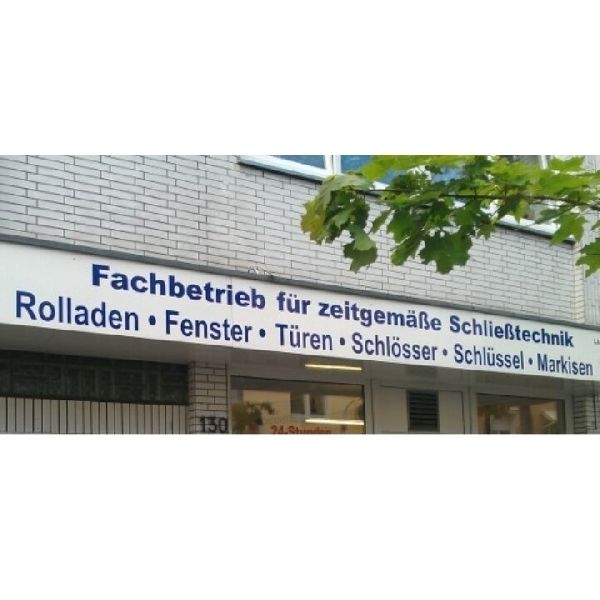 Fachbetrieb für zeitgemäße Schließtechnik
Rolladen • Fenster • Türen • Schlösser • Schlüssel • Markisen
130
24-Stunden